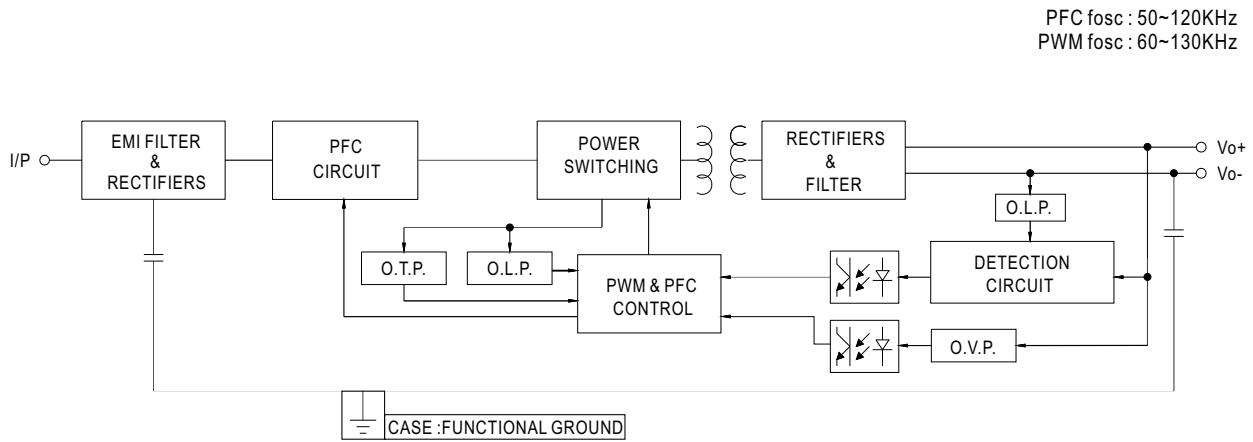 PFC fosc : 50~120KHz
PWM fosc : 60~130KHz
I/P
EMI FILTER
&
RECTIFIERS
PFC
CIRCUIT
POWER
SWITCHING
RECTIFIERS
&
FILTER
Vo+
Vo-
O.L.P.
O.T.P.
O.L.P.
PWM & PFC
CONTROL
DETECTION
CIRCUIT
O.V.P.
CASE :FUNCTIONAL GROUND